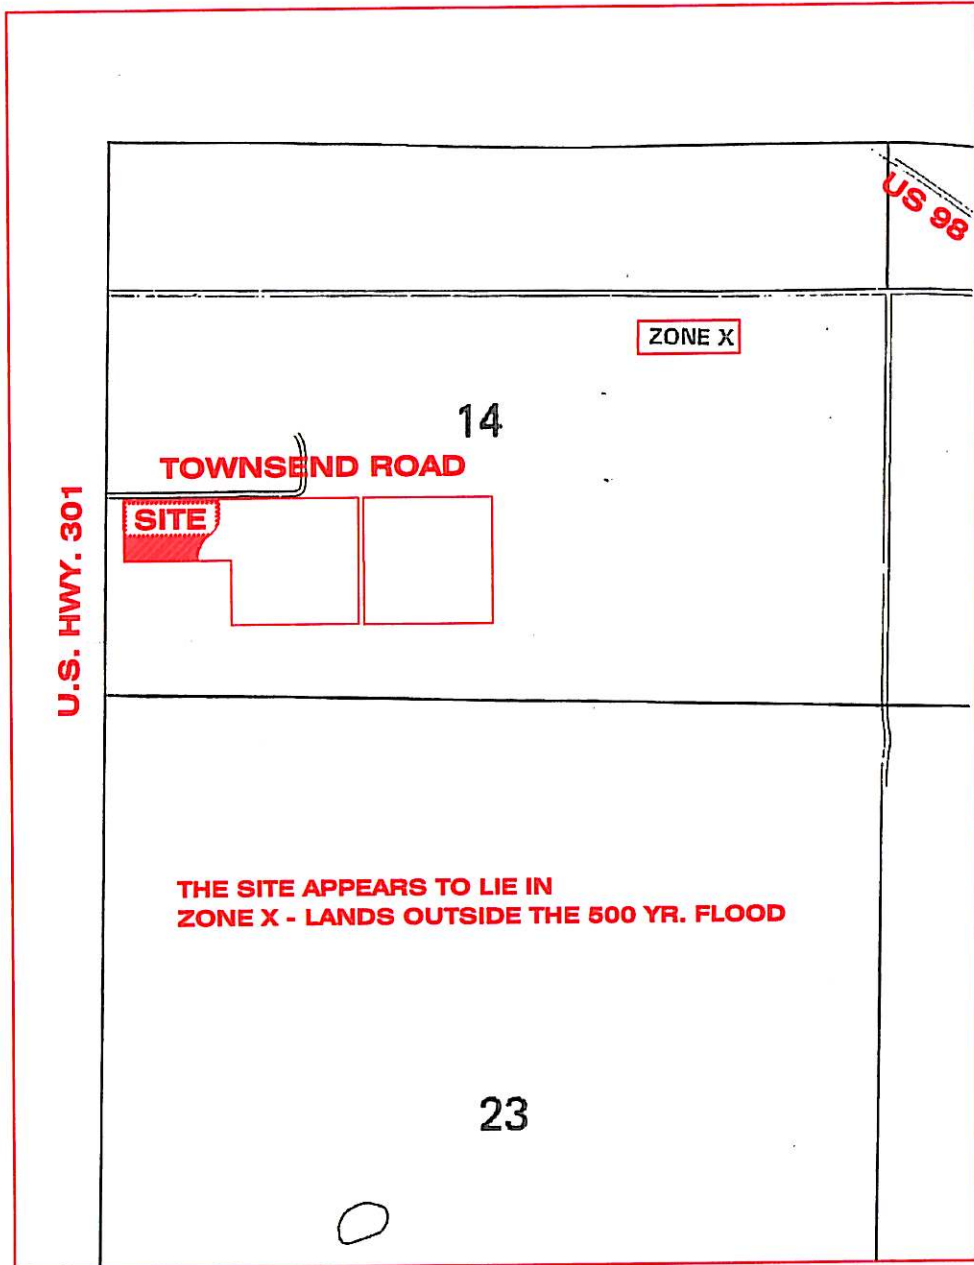 US 98
ZONE X
14
TOWNSEND ROAD
SITE
U.S. HWY. 301
THE SITE APPEARS TO LIE IN
ZONE X - LANDS OUTSIDE THE 500 YR. FLOOD
23